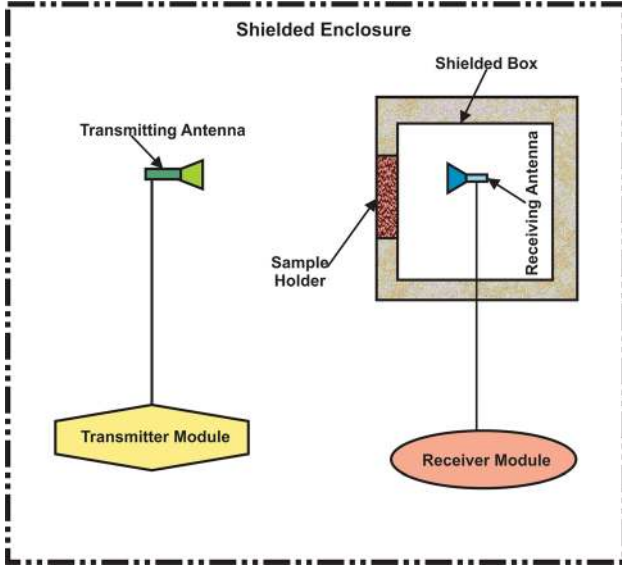 Shielded Enclosure
Shielded Box
Transmitting Antenna
Receiving Antenna
Sample
Holder
Transmitter Module
Receiver Module